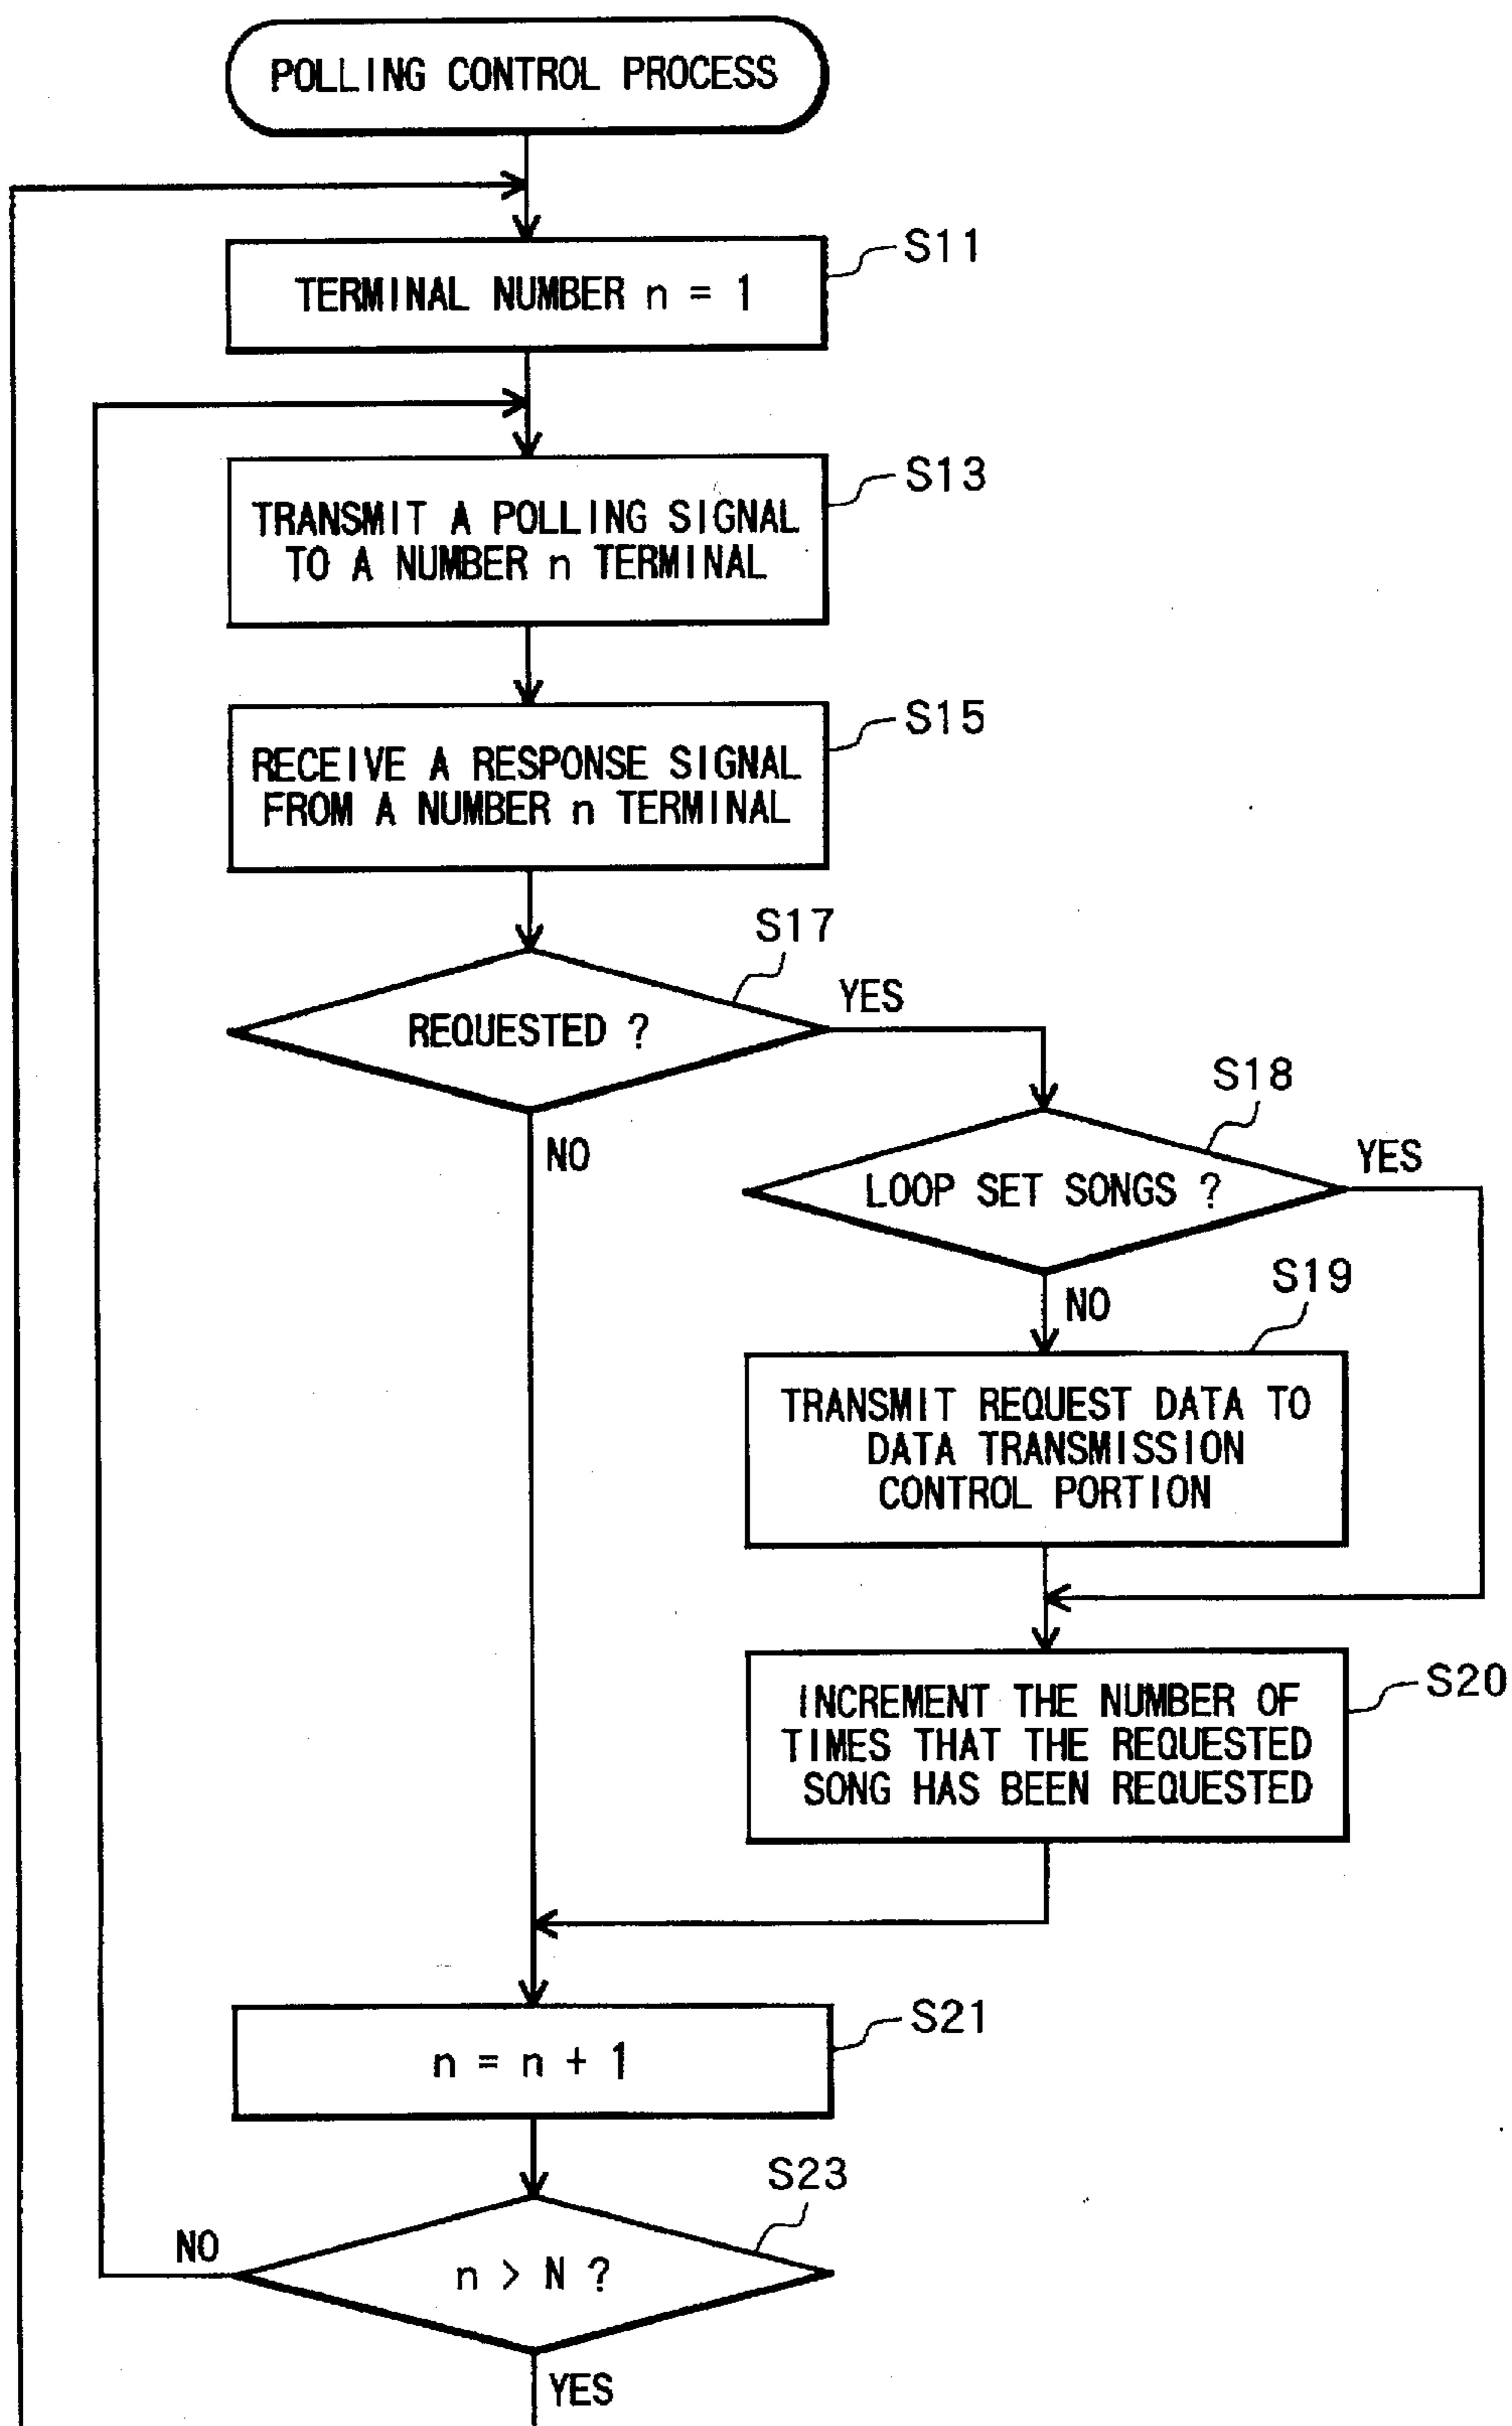 POLLING CONTROL PROCESS
S11
TERMINAL NUMBER n = 1
S13
TRANSMIT A POLLING SIGNAL
TO A NUMBER n TERMINAL
S15
RECEIVE A RESPONSE SIGNAL
FROM A NUMBER n TERMINAL
S17
REQUESTED ?
YES
NO
S18
LOOP SET SONGS ?
YES
NO
S19
TRANSMIT REQUEST DATA TO
DATA TRANSMISSION
CONTROL PORTION
S20
INCREMENT THE NUMBER OF
TIMES THAT THE REQUESTED
SONG HAS BEEN REQUESTED
S21
n = n + 1
S23
n > N ?
NO
YES